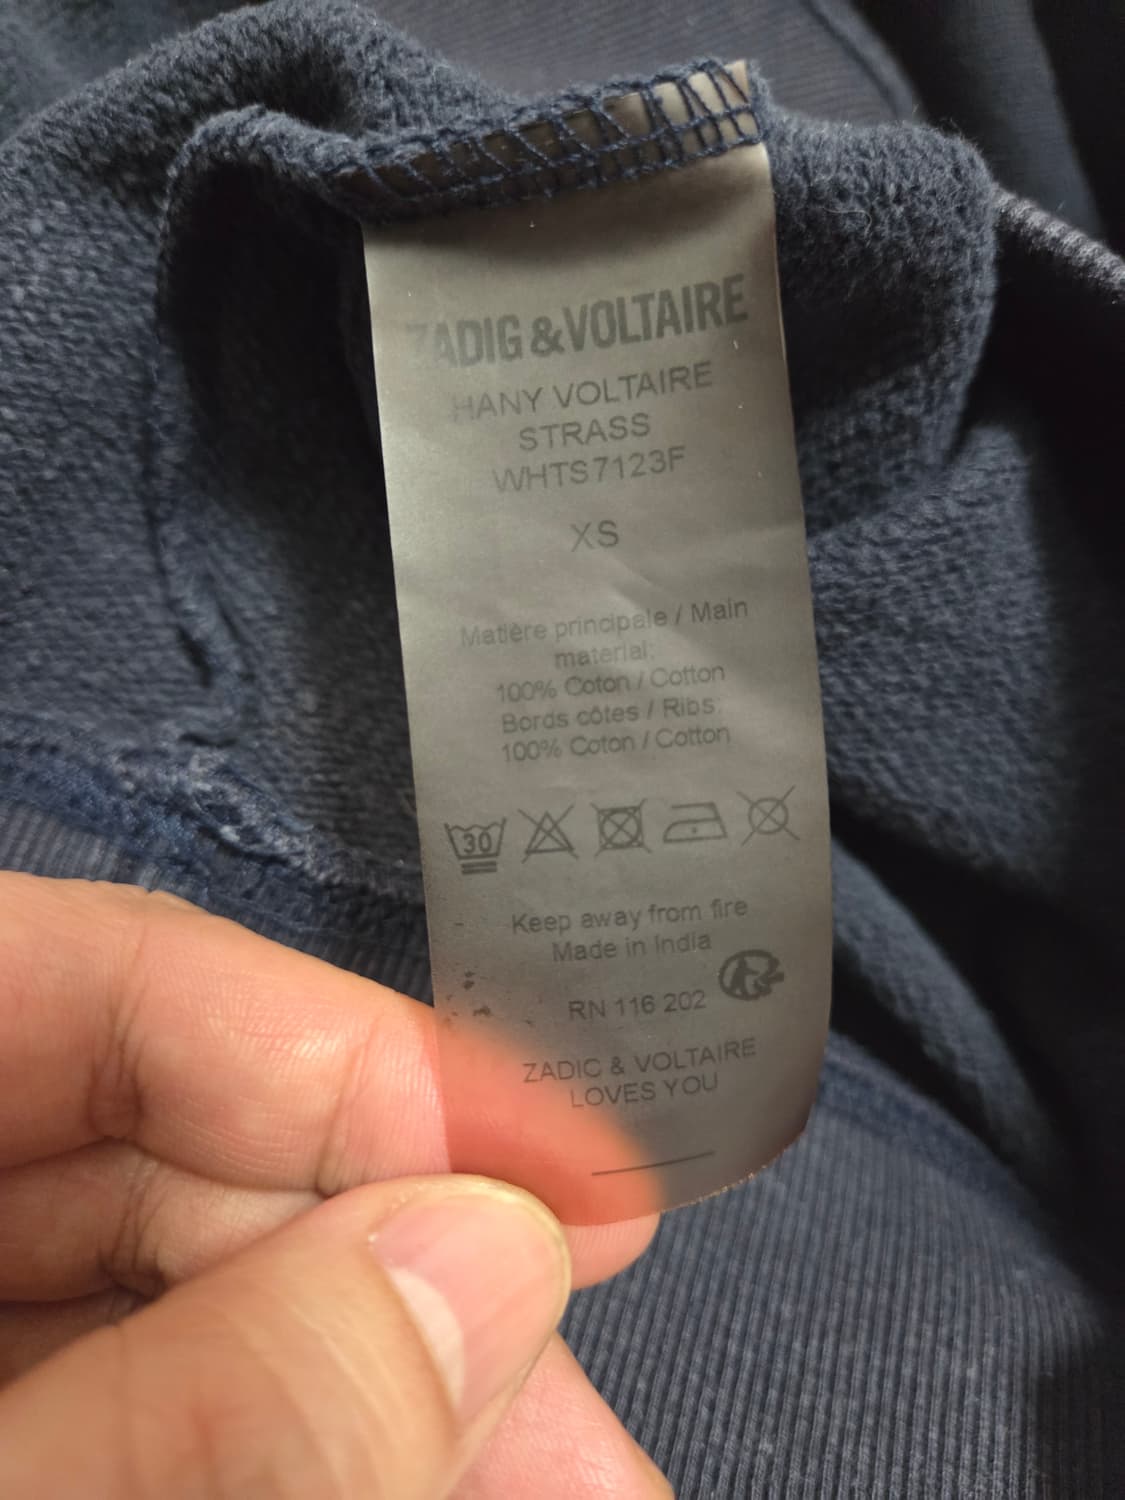 ZADIG & VOLTAIRE
HANY VOLTAIRE
STRASS
WHTS7123F
XS
Matière principale / Main
material:
100% Coton / Cotton
Bords côtes / Ribs:
100% Coton / Cotton
30
Keep away from fire
Made in India
RN 116 202
ZADIG & VOLTAIRE
LOVES YOU